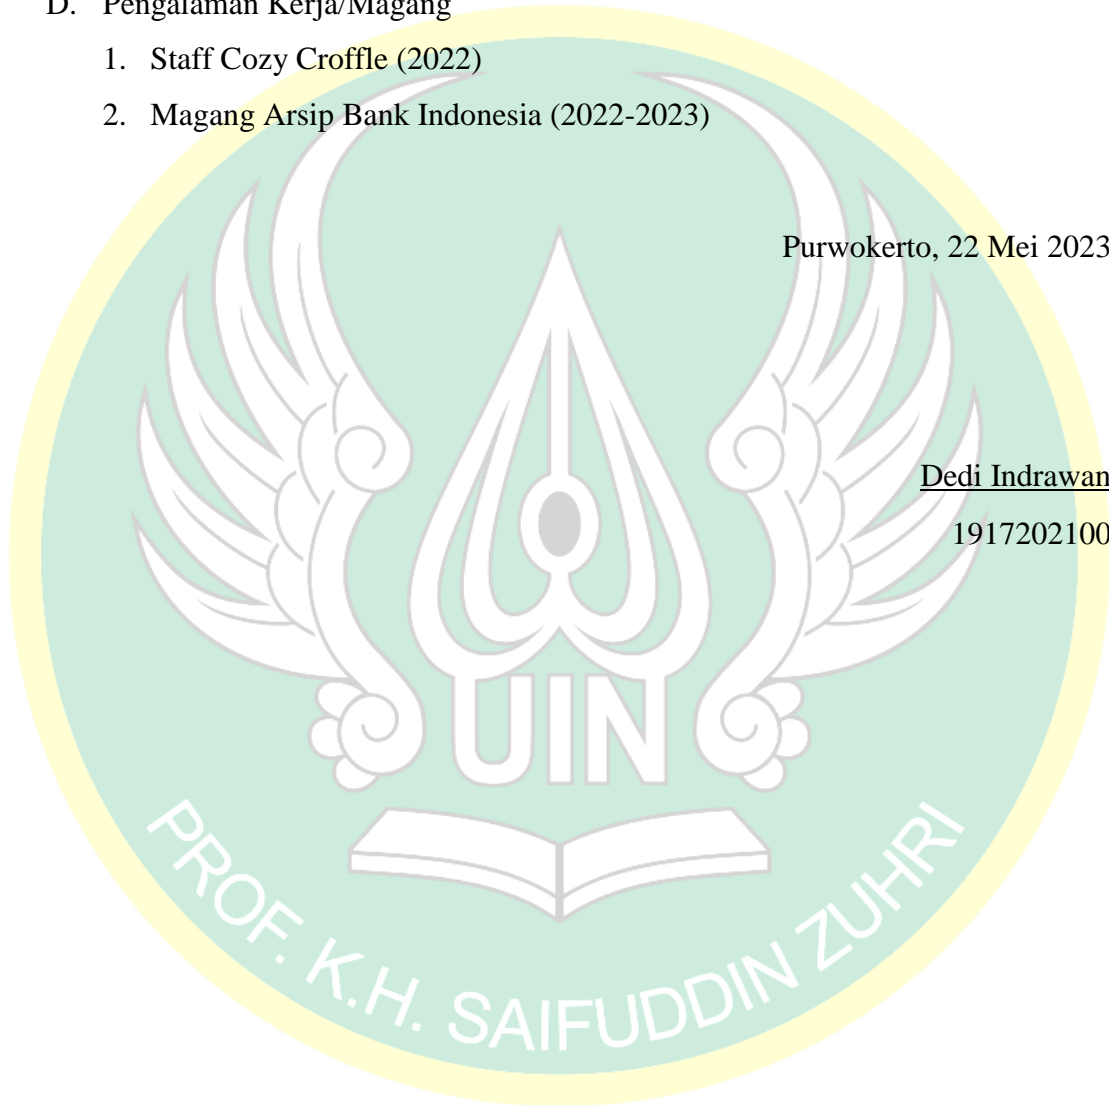 D. Pengalaman Kerja/Magang
1. Staff Cozy Croffle (2022)
2. Magang Arsip Bank Indonesia (2022-2023)
Purwokerto, 22 Mei 2023
Dedi Indrawan
1917202100
UIN
PROF. K.H. SAIFUDDIN ZUHRI